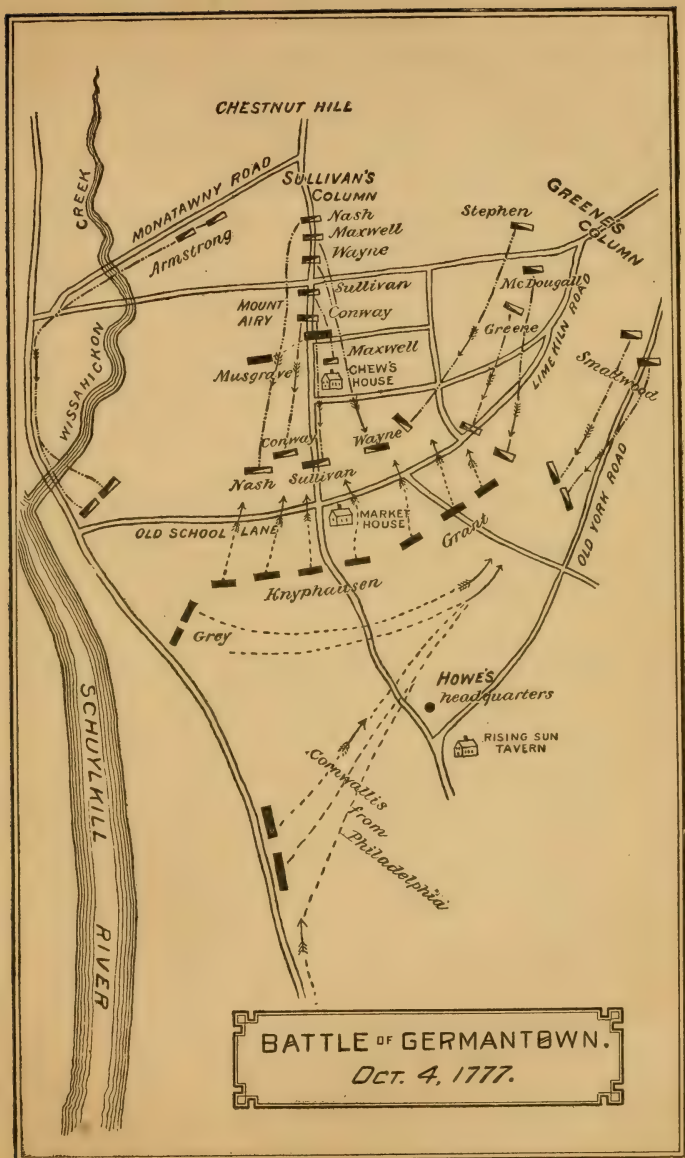 CHESTNUT HILL
CREEK
MONATAWNY ROAD
SULLIVAN'S
COLUMN
Nash
Maxwell
Wayne
Stephen
GREENE'S
COLUMN
Armstrong
Sullivan
McDougall
MOUNT
AIRY
Conway
Greene
LIME KILN ROAD
Musgrave
Maxwell
CHEW'S
HOUSE
Smallwood
WISSAHICKON
Conway
Wayne
Nash
Sullivan
OLD SCHOOL LANE
MARKET
HOUSE
Grant
OLD YORK ROAD
Knyphausen
Grey
HOWE'S
headquarters
RISING SUN
TAVERN
SCHUYLKILL
RIVER
Cornwallis
from
Philadelphia
BATTLE OF GERMANTOWN.
OCT. 4, 1777.